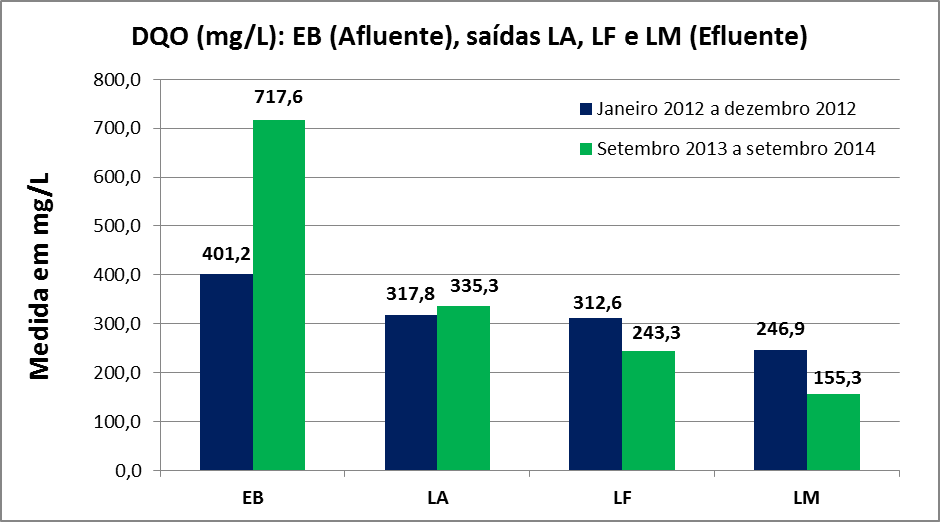 DQO (mg/L): EB (Afluente), saídas LA, LF e LM (Efluente)
Medida em mg/L
800,0
700,0
600,0
500,0
400,0
300,0
200,0
100,0
0,0
Janeiro 2012 a dezembro 2012
Setembro 2013 a setembro 2014
401,2
717,6
317,8
335,3
312,6
243,3
246,9
155,3
EB
LA
LF
LM